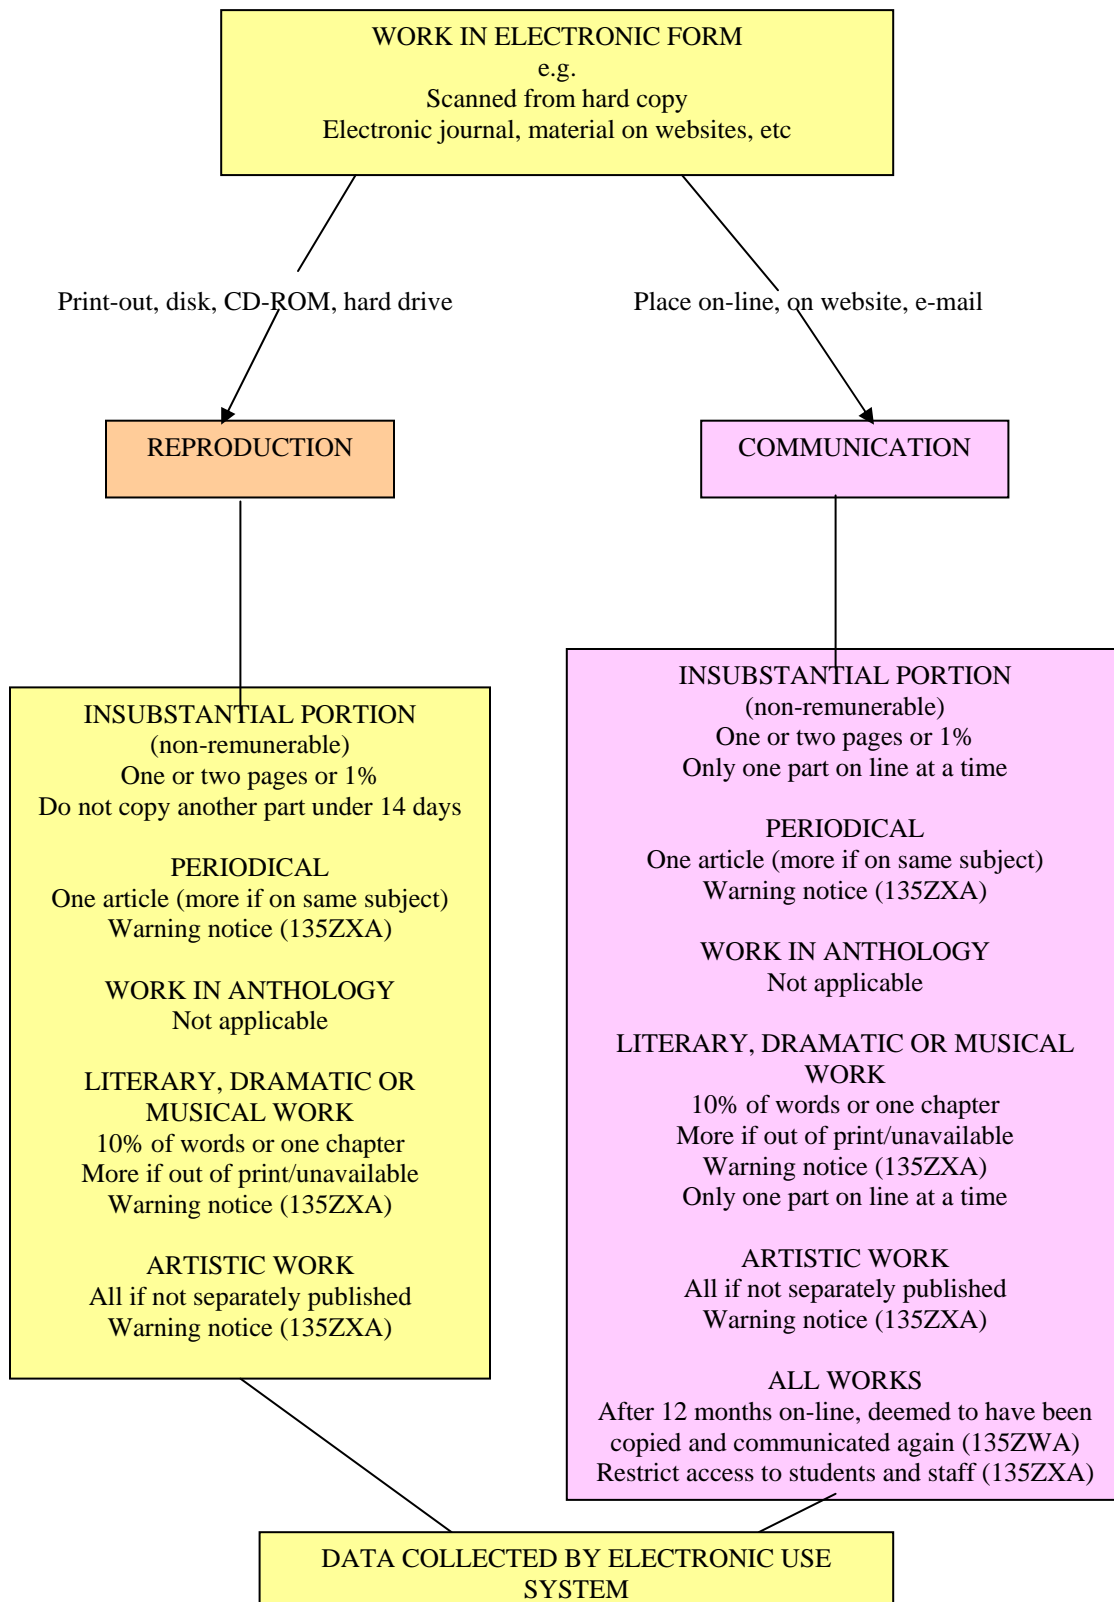 WORK IN ELECTRONIC FORM
e.g.
Scanned from hard copy
Electronic journal, material on websites, etc
Print-out, disk, CD-ROM, hard drive
Place on-line, on website, e-mail
REPRODUCTION
COMMUNICATION
INSUBSTANTIAL PORTION
(non-remunerable)
One or two pages or 1%
Do not copy another part under 14 days
PERIODICAL
One article (more if on same subject)
Warning notice (135ZXA)
WORK IN ANTHOLOGY
Not applicable
LITERARY, DRAMATIC OR
MUSICAL WORK
10% of words or one chapter
More if out of print/unavailable
Warning notice (135ZXA)
ARTISTIC WORK
All if not separately published
Warning notice (135ZXA)
INSUBSTANTIAL PORTION
(non-remunerable)
One or two pages or 1%
Only one part on line at a time
PERIODICAL
One article (more if on same subject)
Warning notice (135ZXA)
WORK IN ANTHOLOGY
Not applicable
LITERARY, DRAMATIC OR MUSICAL
WORK
10% of words or one chapter
More if out of print/unavailable
Warning notice (135ZXA)
Only one part on line at a time
ARTISTIC WORK
All if not separately published
Warning notice (135ZXA)
ALL WORKS
After 12 months on-line, deemed to have been
copied and communicated again (135ZWA)
Restrict access to students and staff (135ZXA)
DATA COLLECTED BY ELECTRONIC USE
SYSTEM